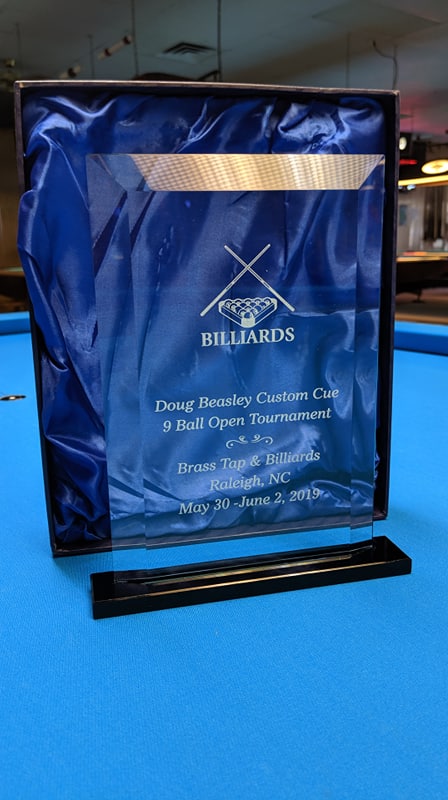 BILLIARDS
Doug Beasley Custom Cue
9 Ball Open Tournament
Brass Tap & Billiards
Raleigh, NC
May 30 -June 2, 2019